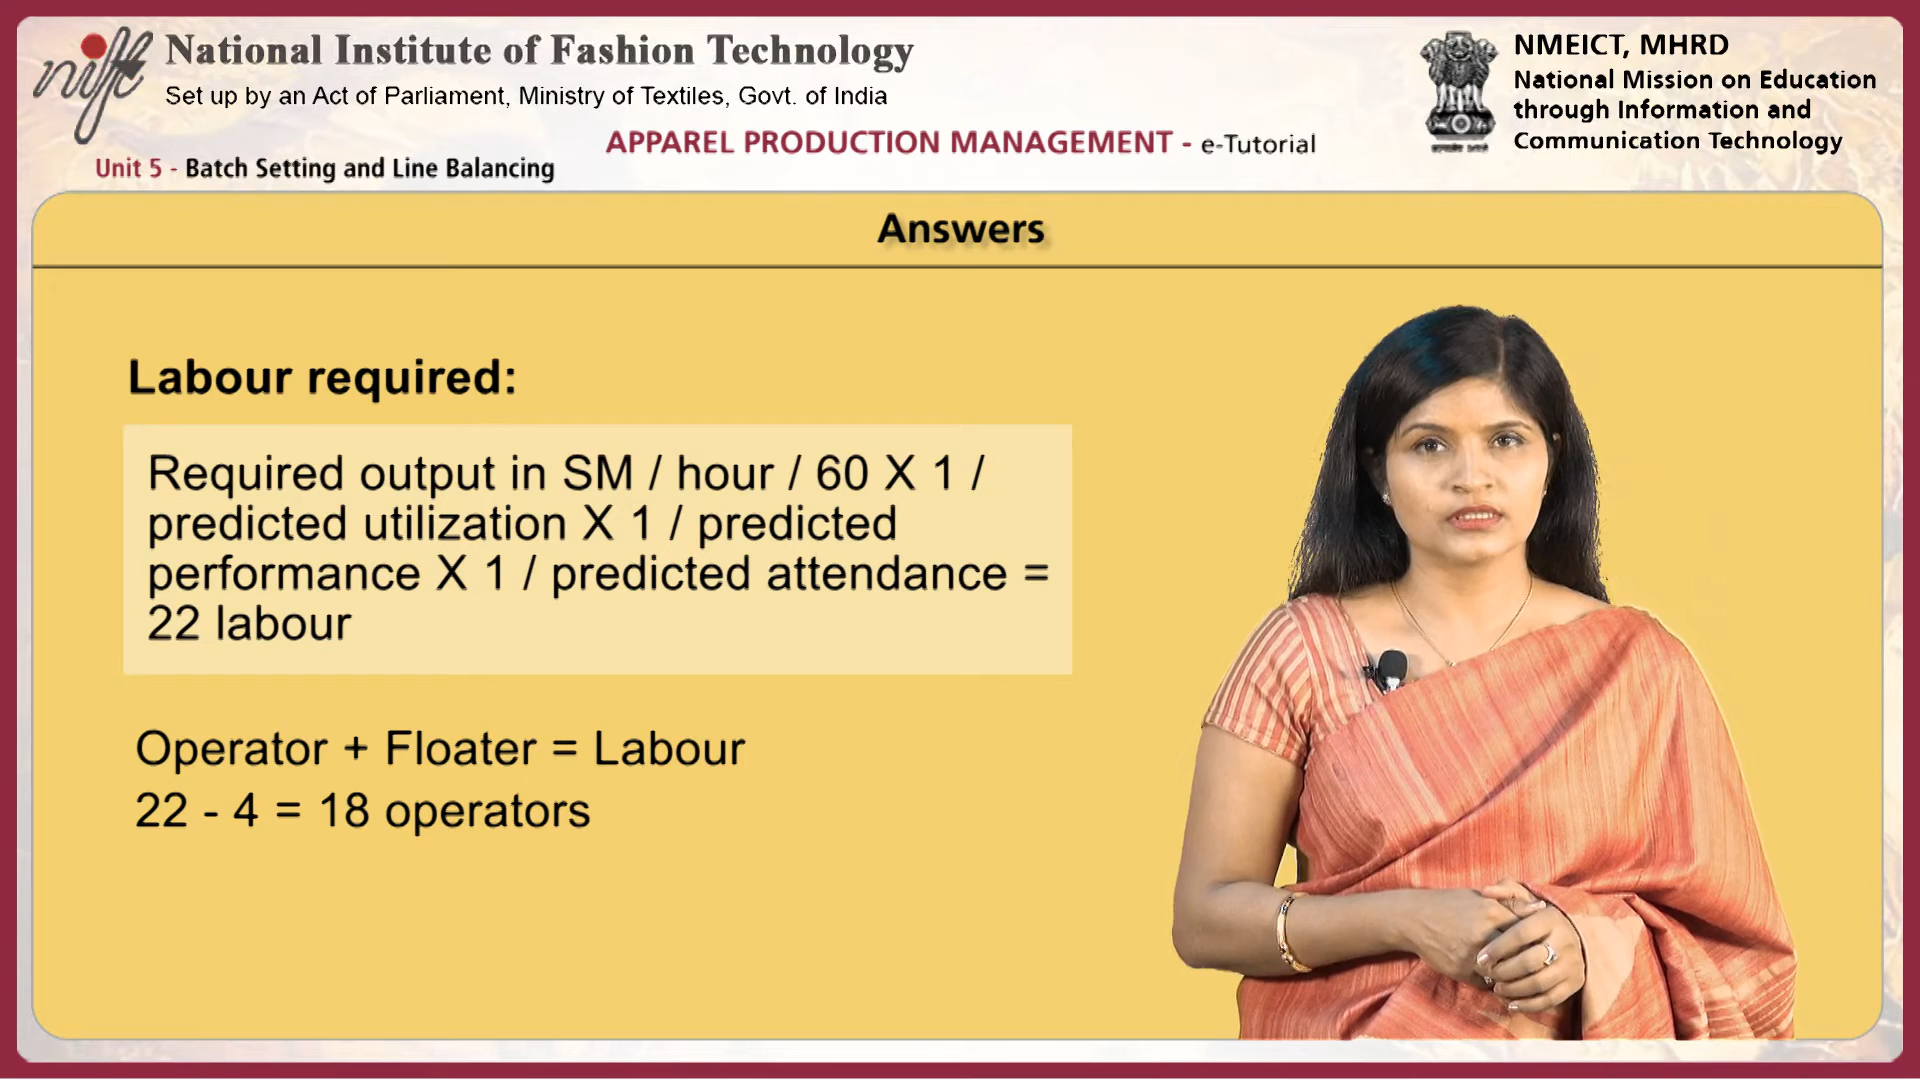 nift
National Institute of Fashion Technology
Set up by an Act of Parliament, Ministry of Textiles, Govt. of India
NMEICT, MHRD
National Mission on Education
through Information and
Communication Technology
APPAREL PRODUCTION MANAGEMENT - e-Tutorial
Unit 5 - Batch Setting and Line Balancing
Answers
Labour required:
Required output in SM / hour / 60 X 1 /
predicted utilization X 1 / predicted
performance X 1 / predicted attendance =
22 labour
Operator + Floater = Labour
22 - 4 = 18 operators